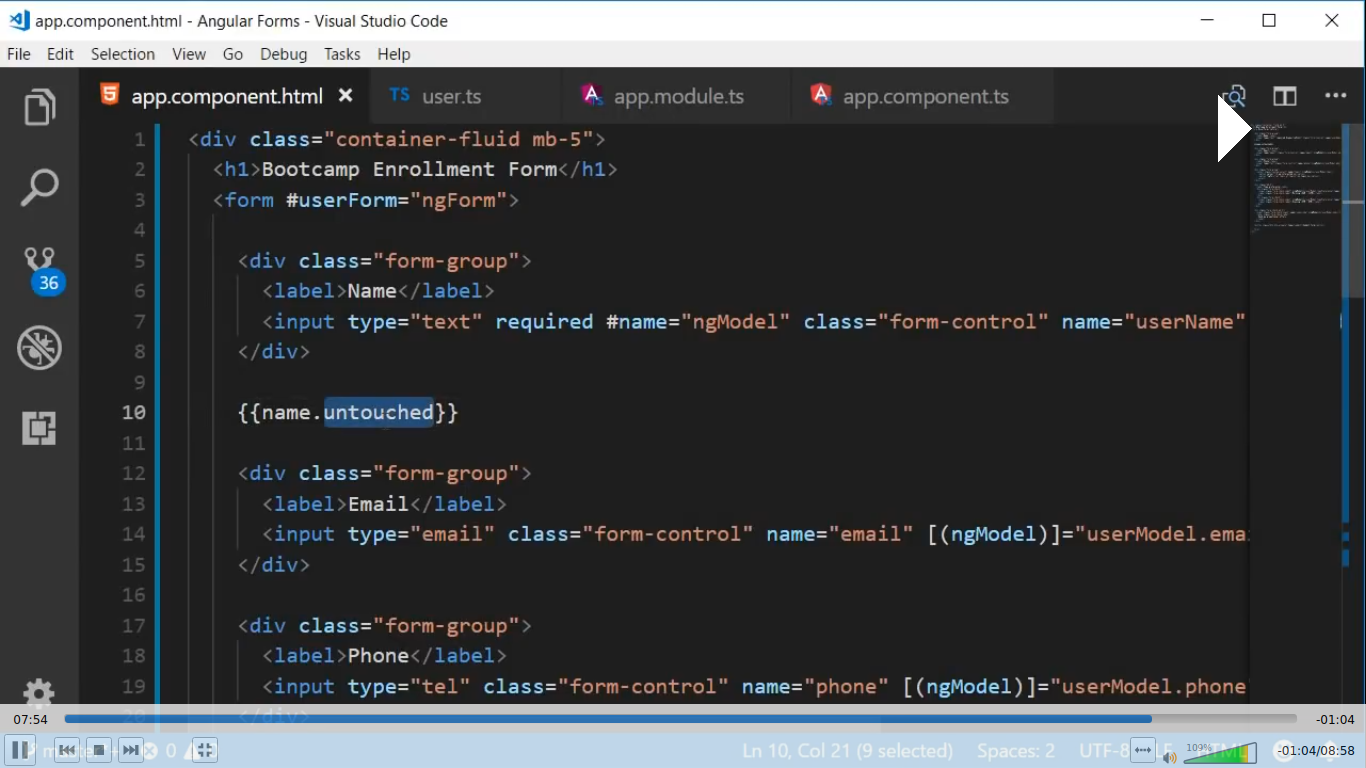 app.component.html - Angular Forms - Visual Studio Code
File Edit Selection View Go Debug Tasks Help
app.component.html TS user.ts app.module.ts app.component.ts
1 <div class="container-fluid mb-5">
2 <h1>Bootcamp Enrollment Form</h1>
3 <form #userForm="ngForm">
4
5 <div class="form-group">
6 <label>Name</label>
7 <input type="text" required #name="ngModel" class="form-control" name="userName"
8 </div>
9
10 {{name.untouched}}
11
12 <div class="form-group">
13 <label>Email</label>
14 <input type="email" class="form-control" name="email" [(ngModel)]="userModel.emai
15 </div>
16
17 <div class="form-group">
18 <label>Phone</label>
19 <input type="tel" class="form-control" name="phone" [(ngModel)]="userModel.phone
20 </div>
36
07:54 -01:04
0 Ln 10, Col 21 (9 selected) Spaces: 2 UTF-8 109% -01:04/08:58